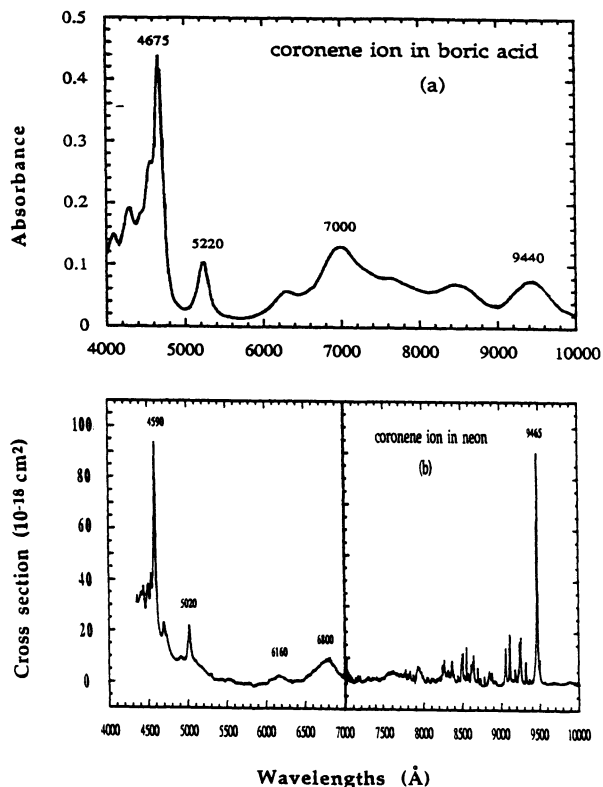 coronene ion in boric acid
(a)
Absorbance
0.5
0.4
0.3
0.2
0.1
0
4675
5220
7000
9440
4000 5000 6000 7000 8000 9000 10000
coronene ion in neon
(b)
Cross section (10-18 cm2)
100
80
60
40
20
0
4590
5020
6160
6800
9465
4000 4500 5000 5500 6000 6500 7000 7500 8000 8500 9000 9500 10000
Wavelengths (Å)